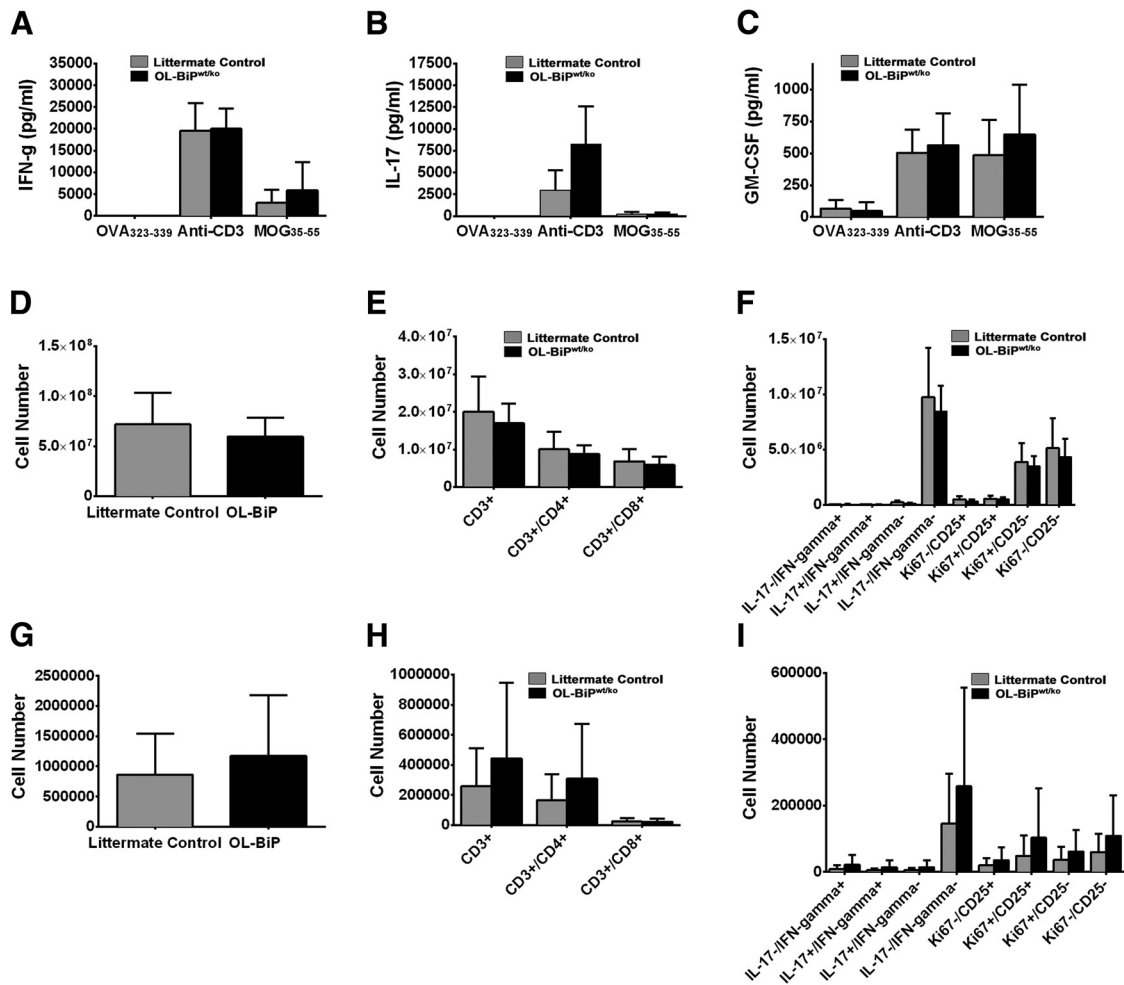 A
IFN-g (pg/ml)
Littermate Control
OL-BiPwt/ko
35000
30000
25000
20000
15000
10000
5000
0
OVA323-339 Anti-CD3 MOG35-55
B
IL-17 (pg/ml)
Littermate Control
OL-BiPwt/ko
17500
15000
12500
10000
7500
5000
2500
0
OVA323-339 Anti-CD3 MOG35-55
C
GM-CSF (pg/ml)
Littermate Control
OL-BiPwt/ko
1000
750
500
250
0
OVA323-339 Anti-CD3 MOG35-55
D
Cell Number
1.5×10⁸
1.0×10⁸
5.0×10⁷
0
Littermate Control OL-BiP
E
Cell Number
Littermate Control
OL-BiPwt/ko
4.0×10⁷
3.0×10⁷
2.0×10⁷
1.0×10⁷
0
CD3+
CD3+/CD4+
CD3+/CD8+
F
Cell Number
Littermate Control
OL-BiPwt/ko
1.5×10⁷
1.0×10⁷
5.0×10⁶
0
IL-17-/IFN-gamma+
IL-17+/IFN-gamma+
IL-17+/IFN-gamma-
IL-17-/IFN-gamma-
Ki67-/CD25+
Ki67+/CD25+
Ki67+/CD25-
Ki67-/CD25-
G
Cell Number
2500000
2000000
1500000
1000000
500000
0
Littermate Control OL-BiP
H
Cell Number
Littermate Control
OL-BiPwt/ko
1000000
800000
600000
400000
200000
0
CD3+
CD3+/CD4+
CD3+/CD8+
I
Cell Number
Littermate Control
OL-BiPwt/ko
600000
400000
200000
0
IL-17-/IFN-gamma+
IL-17+/IFN-gamma+
IL-17+/IFN-gamma-
IL-17-/IFN-gamma-
Ki67-/CD25+
Ki67+/CD25+
Ki67+/CD25-
Ki67-/CD25-